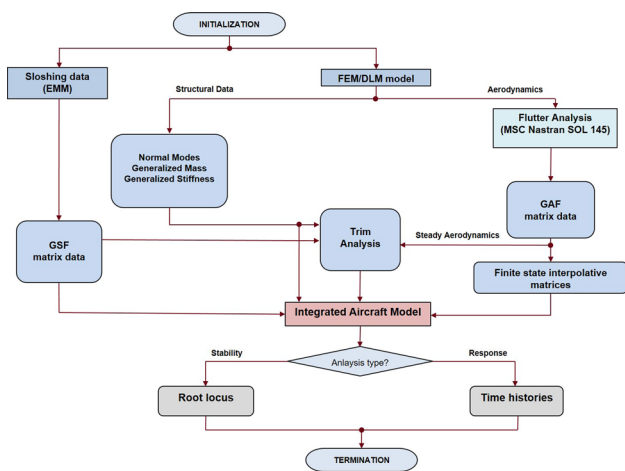 INITIALIZATION
Sloshing data
(EMM)
FEM/DLM model
Structural Data
Aerodynamics
Flutter Analysis
(MSC Nastran SOL 145)
Normal Modes
Generalized Mass
Generalized Stiffness
GAF
matrix data
GSF
matrix data
Trim
Analysis
Steady Aerodynamics
Finite state interpolative
matrices
Integrated Aircraft Model
Anlaysis type?
Stability
Response
Root locus
Time histories
TERMINATION